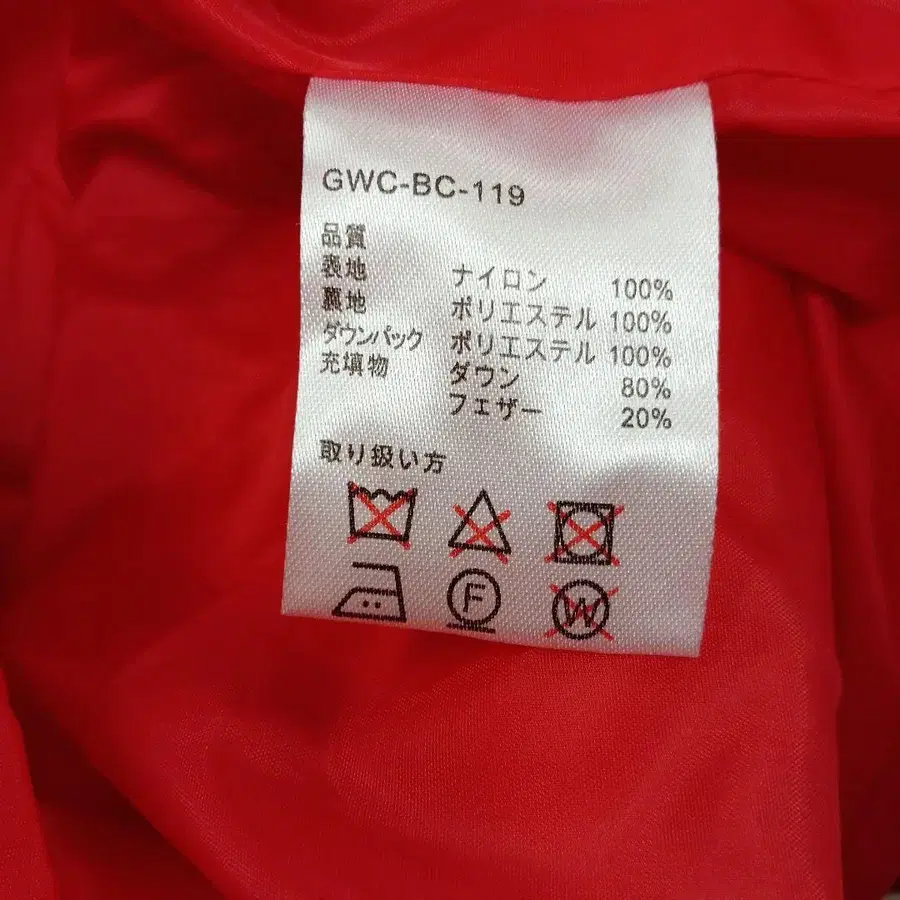 GWC-BC-119
品質
表地 ナイロン 100%
裏地 ポリエステル 100%
ダウンパック ポリエステル 100%
充填物 ダウン 80%
フェザー 20%
取り扱い方
F W